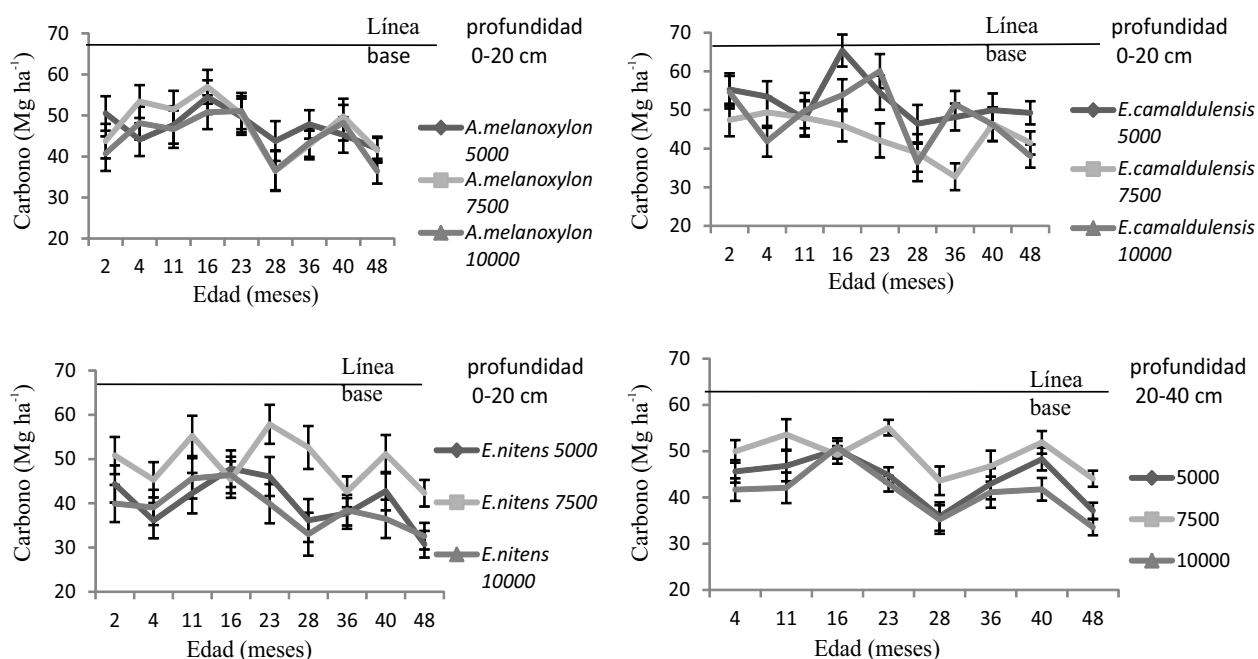 Carbono (Mg ha⁻¹)
70
60
50
40
30
20
Línea
base
profundidad
0-20 cm
A.melanoxylon
5000
A.melanoxylon
7500
A.melanoxylon
10000
2 4 11 16 23 28 36 40 48
Edad (meses)
Carbono (Mg ha⁻¹)
70
60
50
40
30
20
Línea
base
profundidad
0-20 cm
E.camaldulensis
5000
E.camaldulensis
7500
E.camaldulensis
10000
2 4 11 16 23 28 36 40 48
Edad (meses)
Carbono (Mg ha⁻¹)
70
60
50
40
30
20
Línea
base
profundidad
0-20 cm
E.nitens 5000
E.nitens 7500
E.nitens
10000
2 4 11 16 23 28 36 40 48
Edad (meses)
Carbono (Mg ha⁻¹)
70
60
50
40
30
20
Línea
base
profundidad
20-40 cm
5000
7500
10000
4 11 16 23 28 36 40 48
Edad (meses)